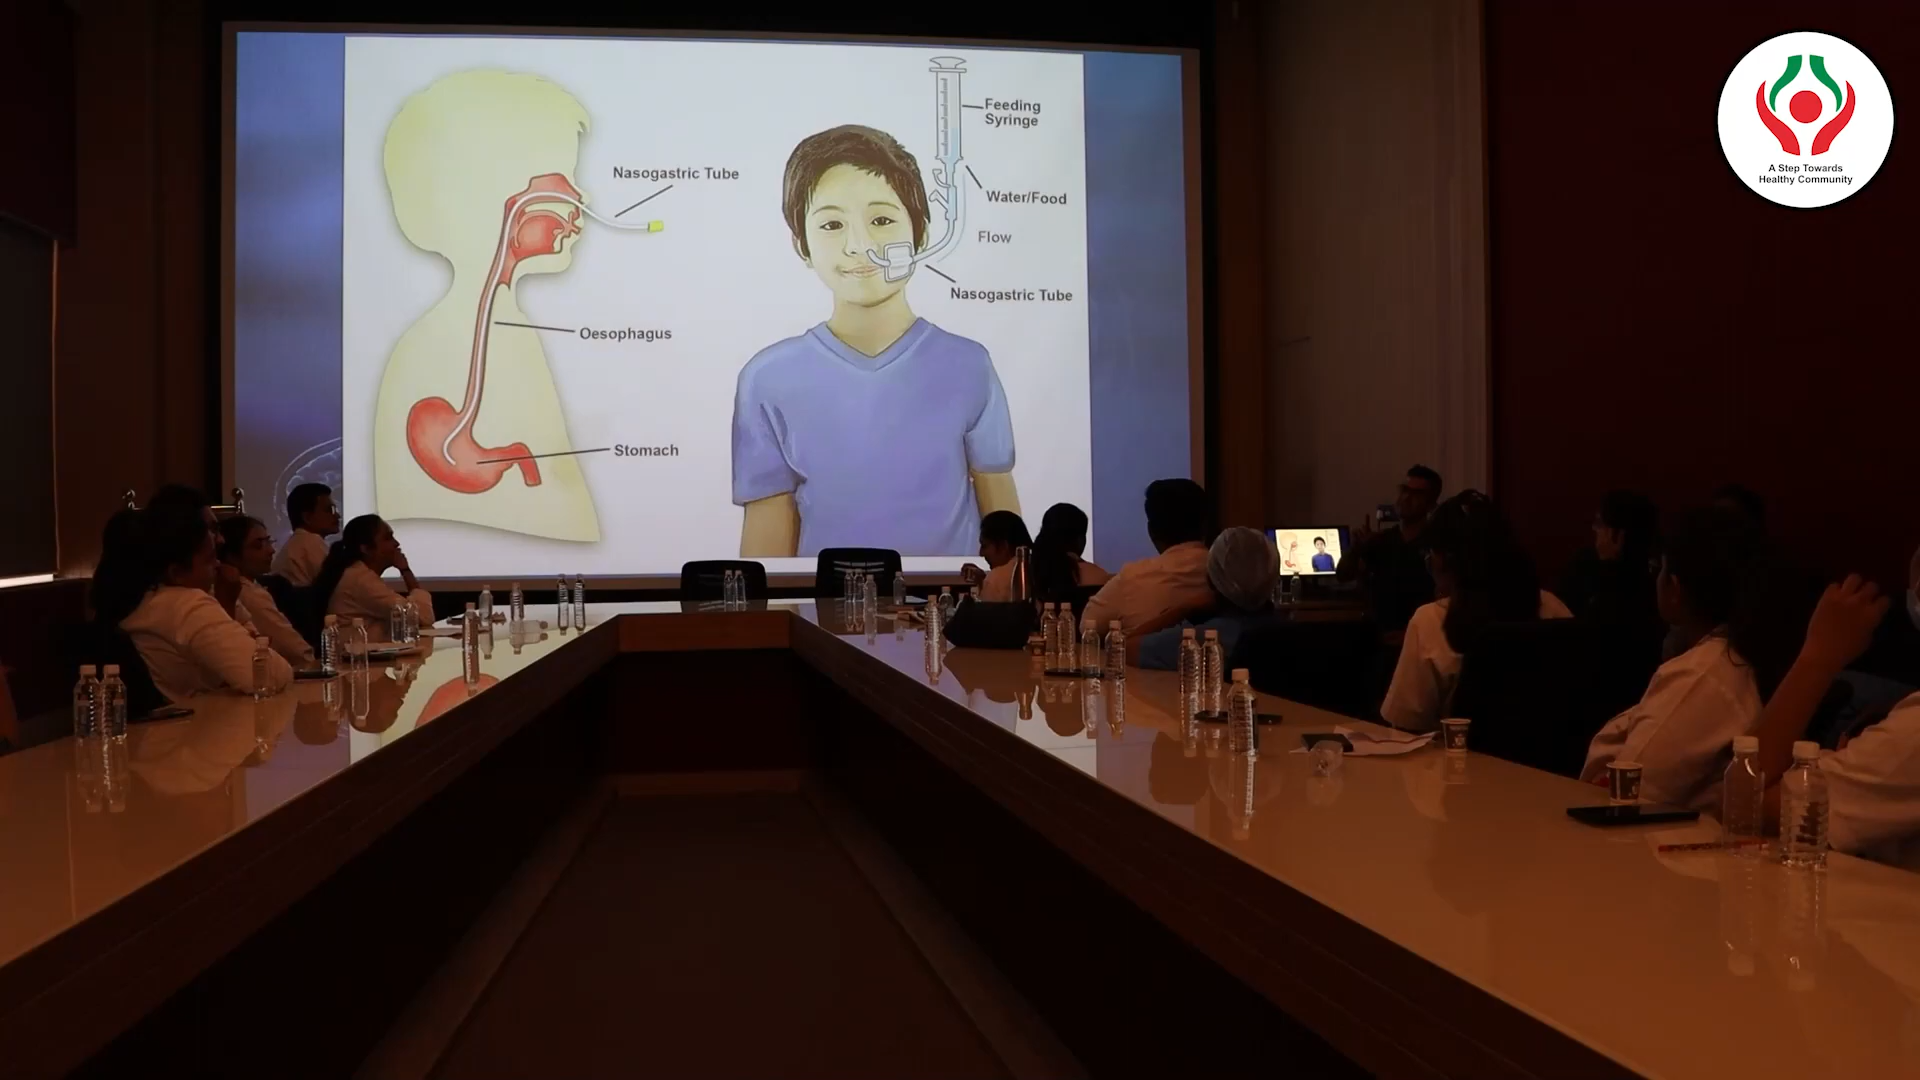 Nasogastric Tube
Oesophagus
Stomach
Feeding
Syringe
Water/Food
Flow
Nasogastric Tube
A Step Towards
Healthy Community